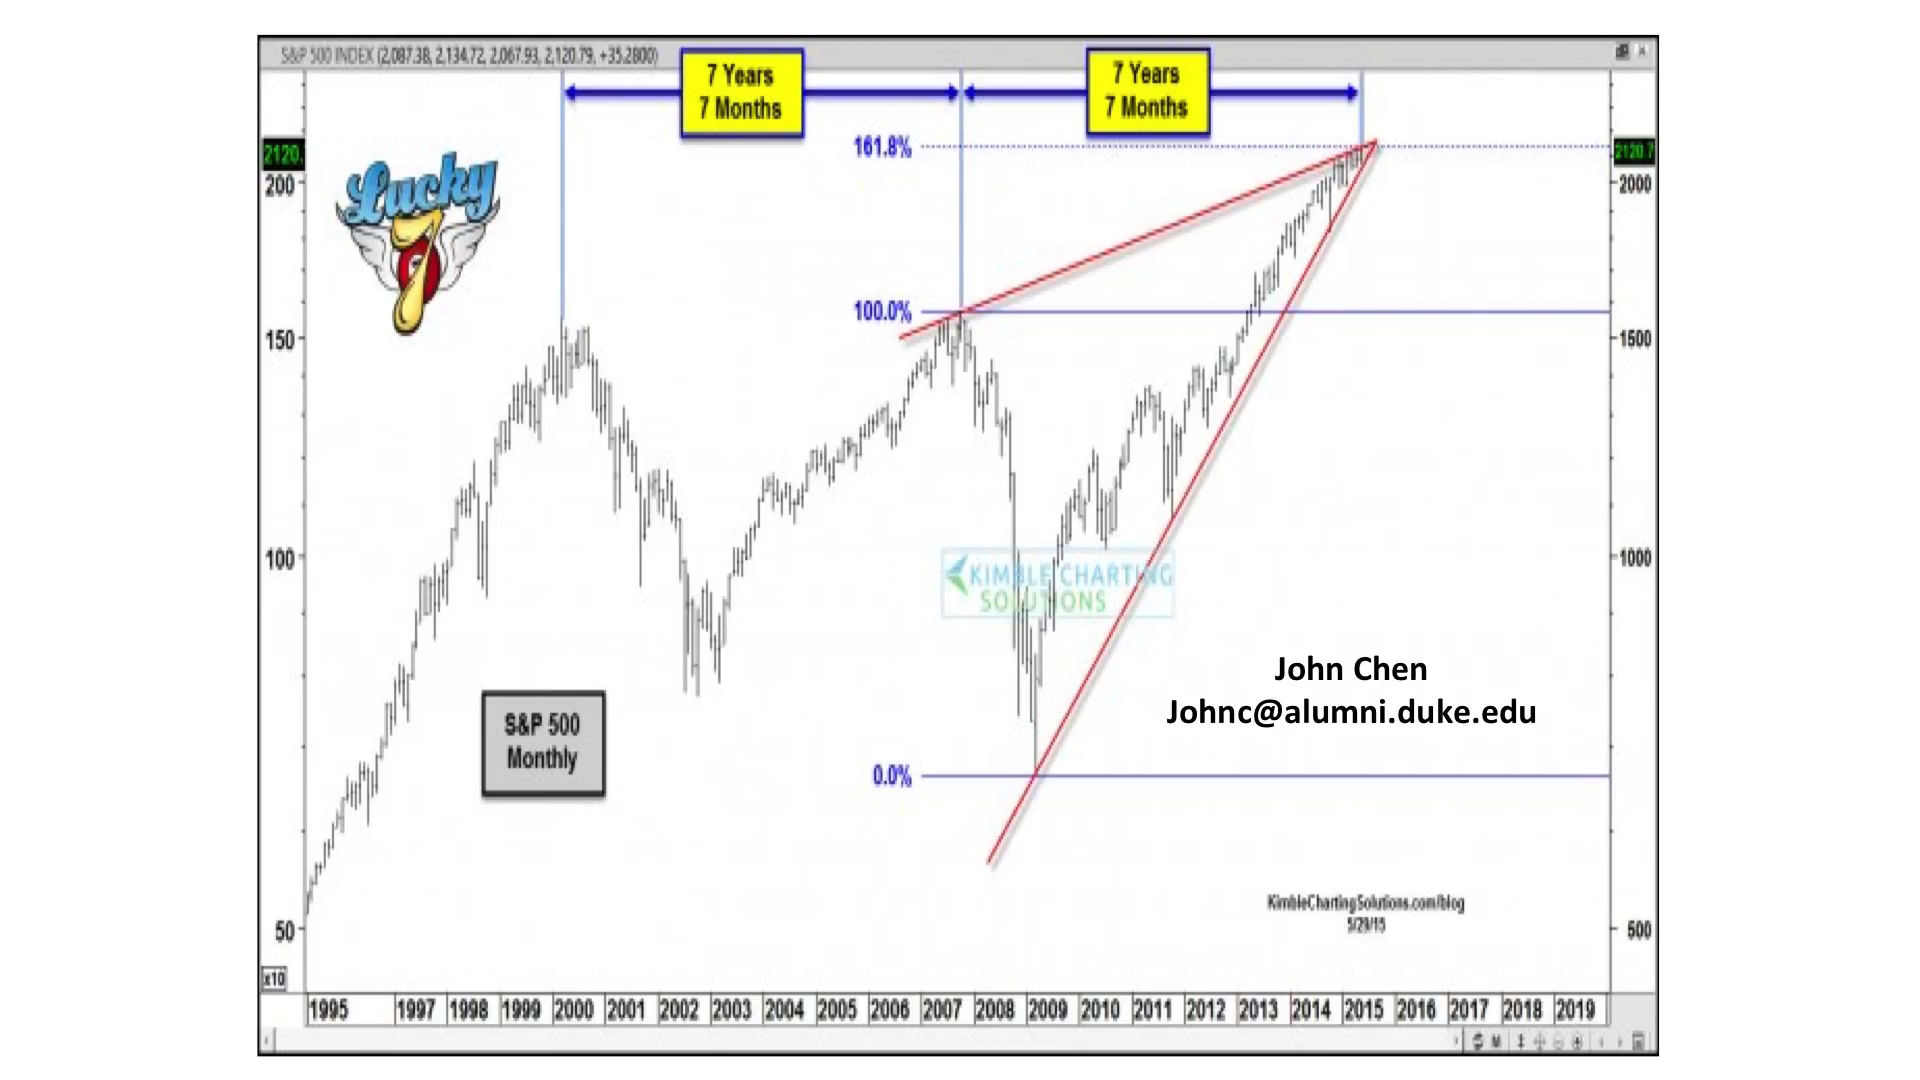 S&P 500 INDEX (2,087.38, 2,134.72, 2,067.93, 2,120.79, +35.2800)
7 Years
7 Months
7 Years
7 Months
161.8%
2120.
2120.7
Lucky
7
200
2000
100.0%
150
1500
100
1000
KIMBLE CHARTING
SOLUTIONS
John Chen
Johnc@alumni.duke.edu
S&P 500
Monthly
0.0%
KimbleChartingSolutions.com/blog
5/29/15
50
500
x10
1995 1997 1998 1999 2000 2001 2002 2003 2004 2005 2006 2007 2008 2009 2010 2011 2012 2013 2014 2015 2016 2017 2018 2019
M